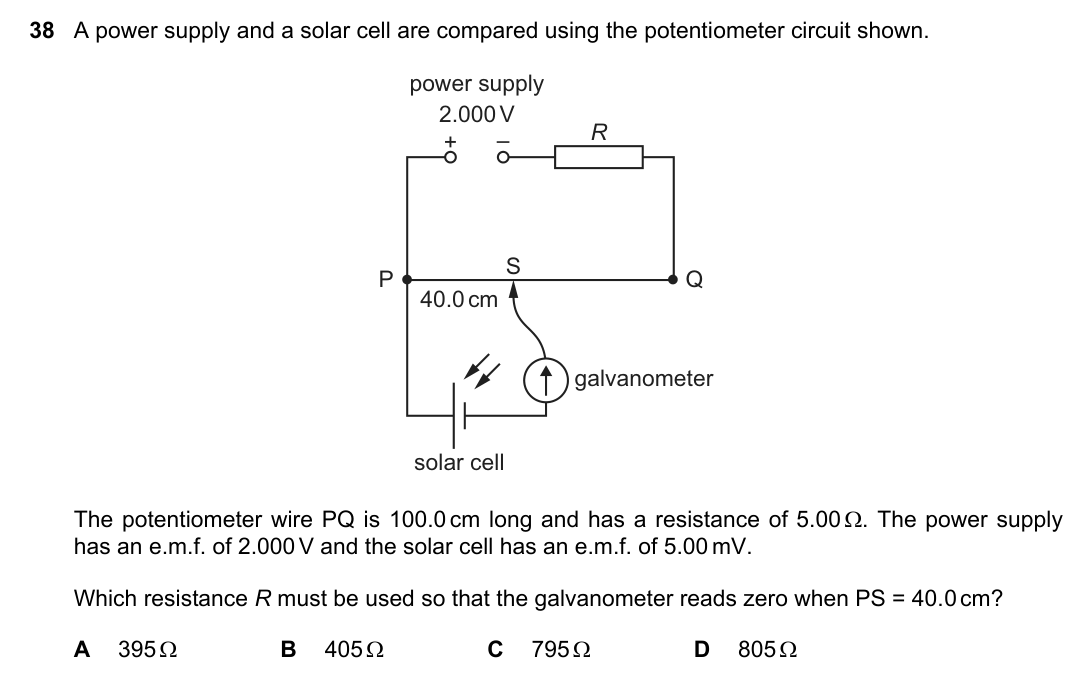 38 A power supply and a solar cell are compared using the potentiometer circuit shown.
power supply
2.000 V
+ –
R
P
S
Q
40.0 cm
galvanometer
solar cell
The potentiometer wire PQ is 100.0 cm long and has a resistance of 5.00 Ω. The power supply
has an e.m.f. of 2.000 V and the solar cell has an e.m.f. of 5.00 mV.
Which resistance R must be used so that the galvanometer reads zero when PS = 40.0 cm?
A 395 Ω B 405 Ω C 795 Ω D 805 Ω